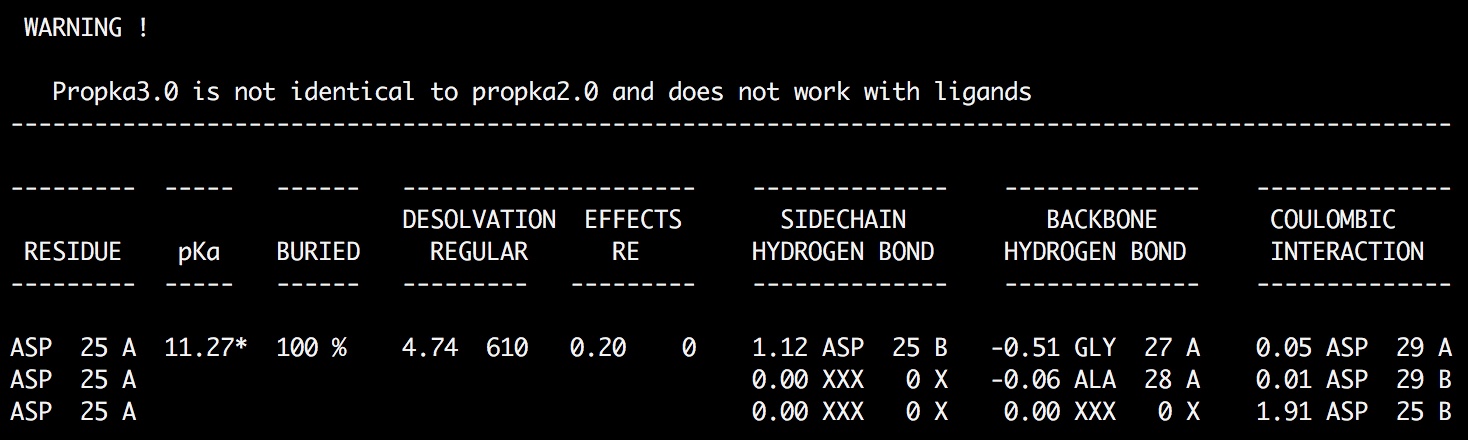 WARNING !
Propka3.0 is not identical to propka2.0 and does not work with ligands
-------------------------------------------------------------------------------------------------------
---------  -----   ------   ---------------------    --------------    --------------    --------------
                            DESOLVATION  EFFECTS       SIDECHAIN          BACKBONE        COULOMBIC
 RESIDUE    pKa    BURIED     REGULAR      RE        HYDROGEN BOND     HYDROGEN BOND      INTERACTION
---------  -----   ------   ---------   ---------    --------------    --------------    --------------
ASP  25 A  11.27*  100 %    4.74  610   0.20    0    1.12 ASP  25 B   -0.51 GLY  27 A    0.05 ASP  29 A
ASP  25 A                                            0.00 XXX   0 X   -0.06 ALA  28 A    0.01 ASP  29 B
ASP  25 A                                            0.00 XXX   0 X    0.00 XXX   0 X    1.91 ASP  25 B